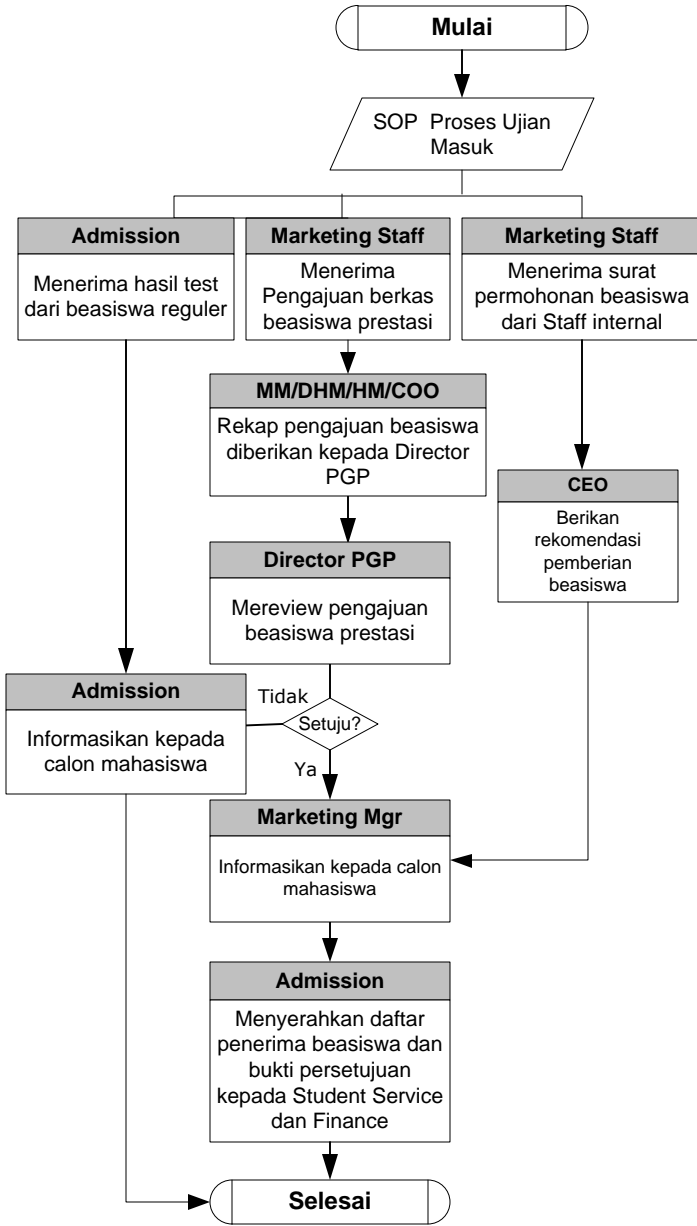 Mulai
SOP Proses Ujian
Masuk
Admission
Menerima hasil test
dari beasiswa reguler
Marketing Staff
Menerima
Pengajuan berkas
beasiswa prestasi
Marketing Staff
Menerima surat
permohonan beasiswa
dari Staff internal
MM/DHM/HM/COO
Rekap pengajuan beasiswa
diberikan kepada Director
PGP
CEO
Berikan
rekomendasi
pemberian
beasiswa
Director PGP
Mereview pengajuan
beasiswa prestasi
Admission
Informasikan kepada
calon mahasiswa
Tidak
Setuju?
Ya
Marketing Mgr
Informasikan kepada calon
mahasiswa
Admission
Menyerahkan daftar
penerima beasiswa dan
bukti persetujuan
kepada Student Service
dan Finance
Selesai